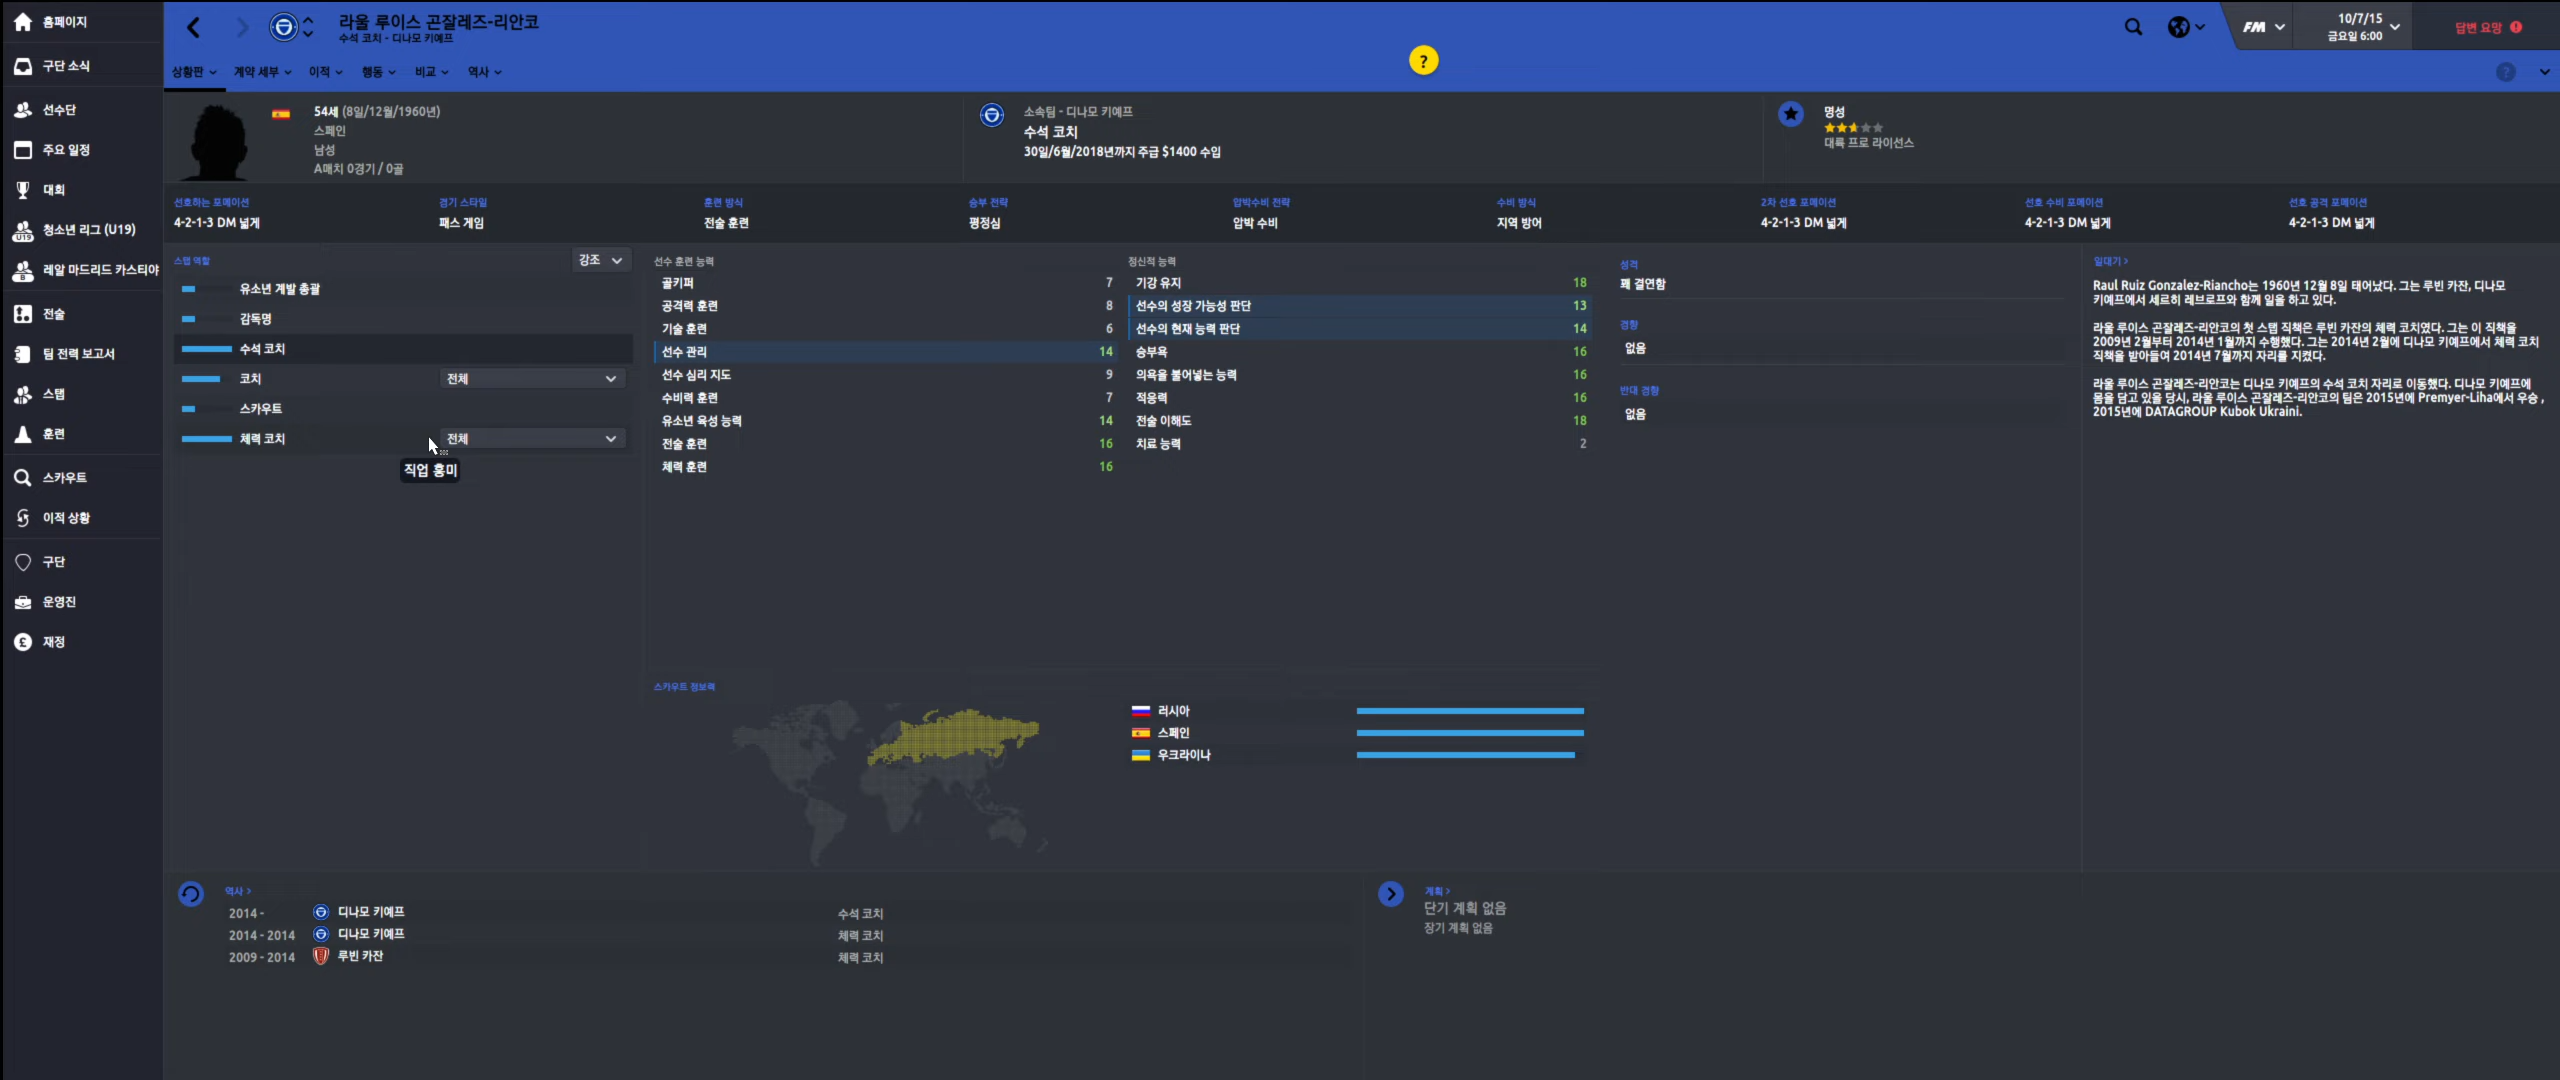 홈페이지
구단 소식
선수단
주요 일정
대회
청소년 리그 (U19)
레알 마드리드 카스티야
전술
팀 전력 보고서
스탭
훈련
스카우트
이적 상황
구단
운영진
재정
라울 루이스 곤잘레즈-리안코
수석 코치 - 디나모 키예프
FM
10/7/15
금요일 6:00
답변 요망
상황판
계약 세부
이적
행동
비교
역사
?
54세 (8일/12월/1960년)
스페인
남성
A매치 0경기 / 0골
소속팀 - 디나모 키예프
수석 코치
30일/6월/2018년까지 주급 $1400 수입
명성
대륙 프로 라이선스
선호하는 포메이션
4-2-1-3 DM 넓게
경기 스타일
패스 게임
훈련 방식
전술 훈련
승부 전략
평정심
압박수비 전략
압박 수비
수비 방식
지역 방어
2차 선호 포메이션
4-2-1-3 DM 넓게
선호 수비 포메이션
4-2-1-3 DM 넓게
선호 공격 포메이션
4-2-1-3 DM 넓게
스탭 역할
강조
유소년 계발 총괄
감독명
수석 코치
코치 전체
스카우트
체력 코치 전체
직업 흥미
선수 훈련 능력
골키퍼 7
공격력 훈련 8
기술 훈련 6
선수 관리 14
선수 심리 지도 9
수비력 훈련 7
유소년 육성 능력 14
전술 훈련 16
체력 훈련 16
정신적 능력
기강 유지 18
선수의 성장 가능성 판단 13
선수의 현재 능력 판단 14
승부욕 16
의욕을 불어넣는 능력 16
적응력 16
전술 이해도 18
치료 능력 2
성격
꽤 결연함
경향
없음
반대 경향
없음
일대기 >
Raul Ruiz Gonzalez-Riancho는 1960년 12월 8일 태어났다. 그는 루빈 카잔, 디나모
키예프에서 세르히 레브로프와 함께 일을 하고 있다.
라울 루이스 곤잘레즈-리안코의 첫 스탭 직책은 루빈 카잔의 체력 코치였다. 그는 이 직책을
2009년 2월부터 2014년 1월까지 수행했다. 그는 2014년 2월에 디나모 키예프에서 체력 코치
직책을 받아들여 2014년 7월까지 자리를 지켰다.
라울 루이스 곤잘레즈-리안코는 디나모 키예프의 수석 코치 자리로 이동했다. 디나모 키예프에
몸을 담고 있을 당시, 라울 루이스 곤잘레즈-리안코의 팀은 2015년에 Premyer-Liha에서 우승 ,
2015년에 DATAGROUP Kubok Ukraini.
스카우트 정보력
러시아
스페인
우크라이나
역사 >
2014 - 디나모 키예프 수석 코치
2014 - 2014 디나모 키예프 체력 코치
2009 - 2014 루빈 카잔 체력 코치
계획 >
단기 계획 없음
장기 계획 없음